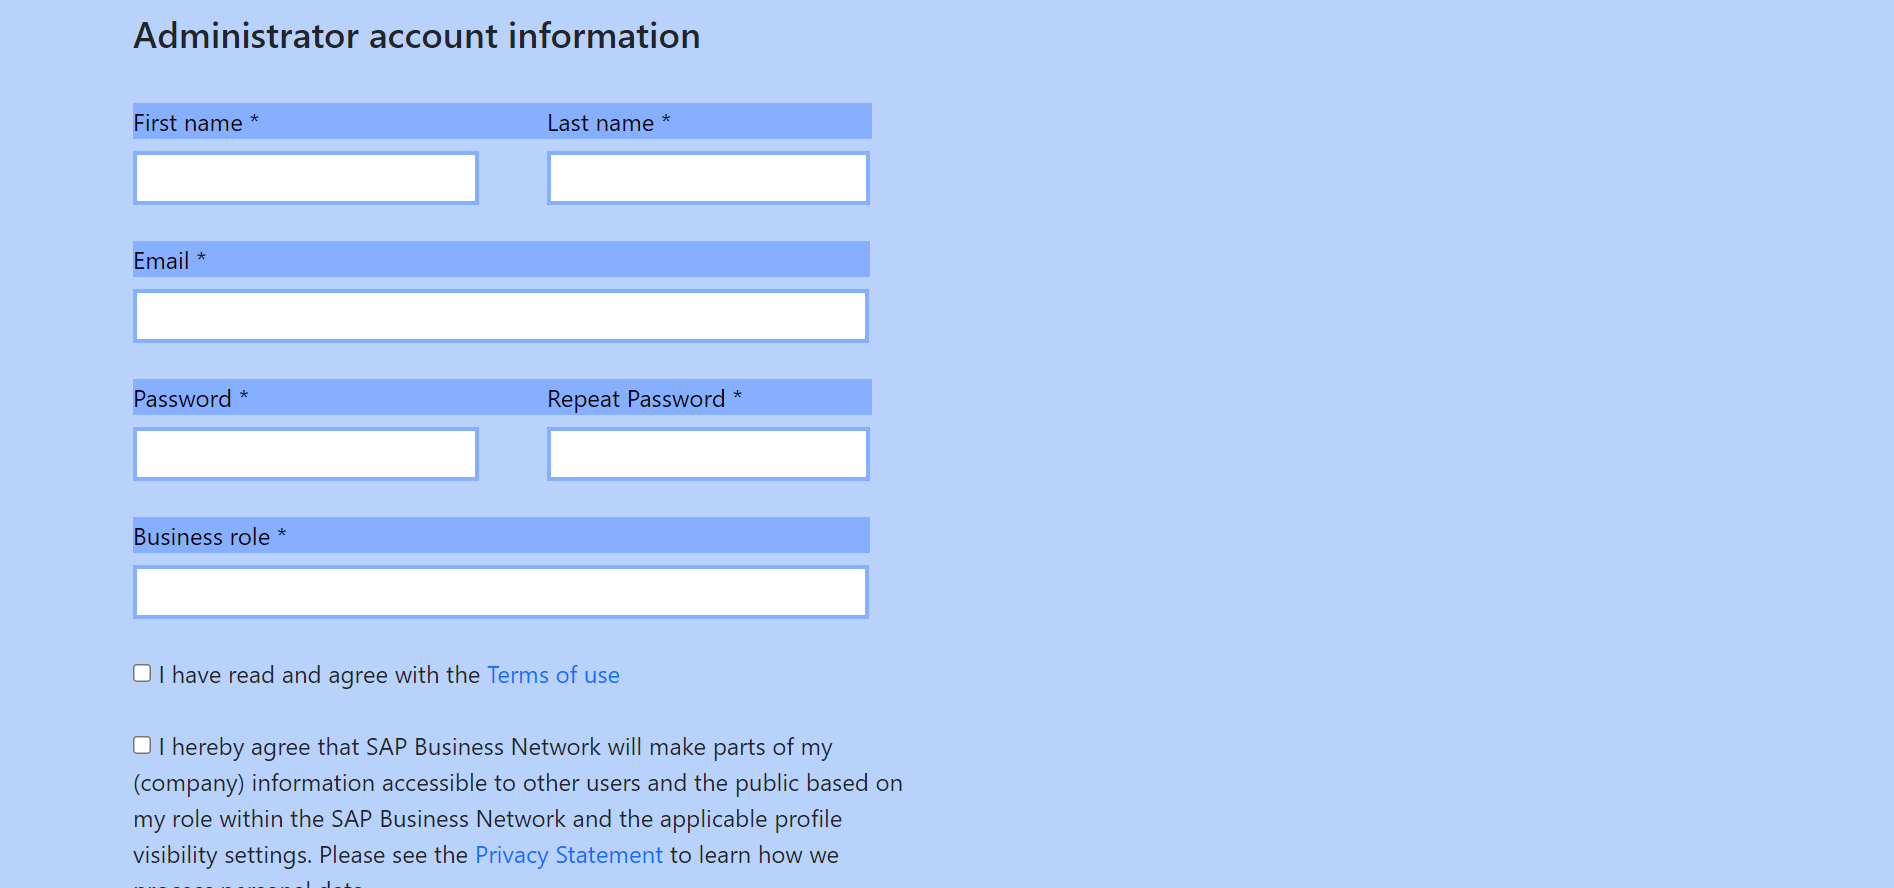 Administrator account information
First name * Last name *
Email *
Password * Repeat Password *
Business role *
I have read and agree with the Terms of use
I hereby agree that SAP Business Network will make parts of my
(company) information accessible to other users and the public based on
my role within the SAP Business Network and the applicable profile
visibility settings. Please see the Privacy Statement to learn how we
process personal data.